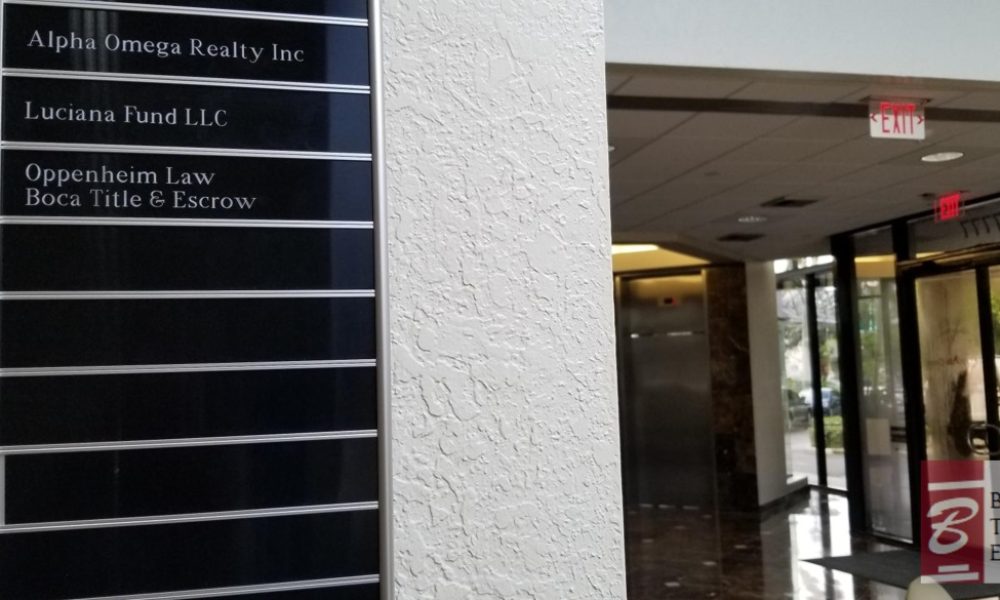 Alpha Omega Realty Inc
Luciana Fund LLC
Oppenheim Law
Boca Title & Escrow
EXIT
EXIT
B
B
T
E